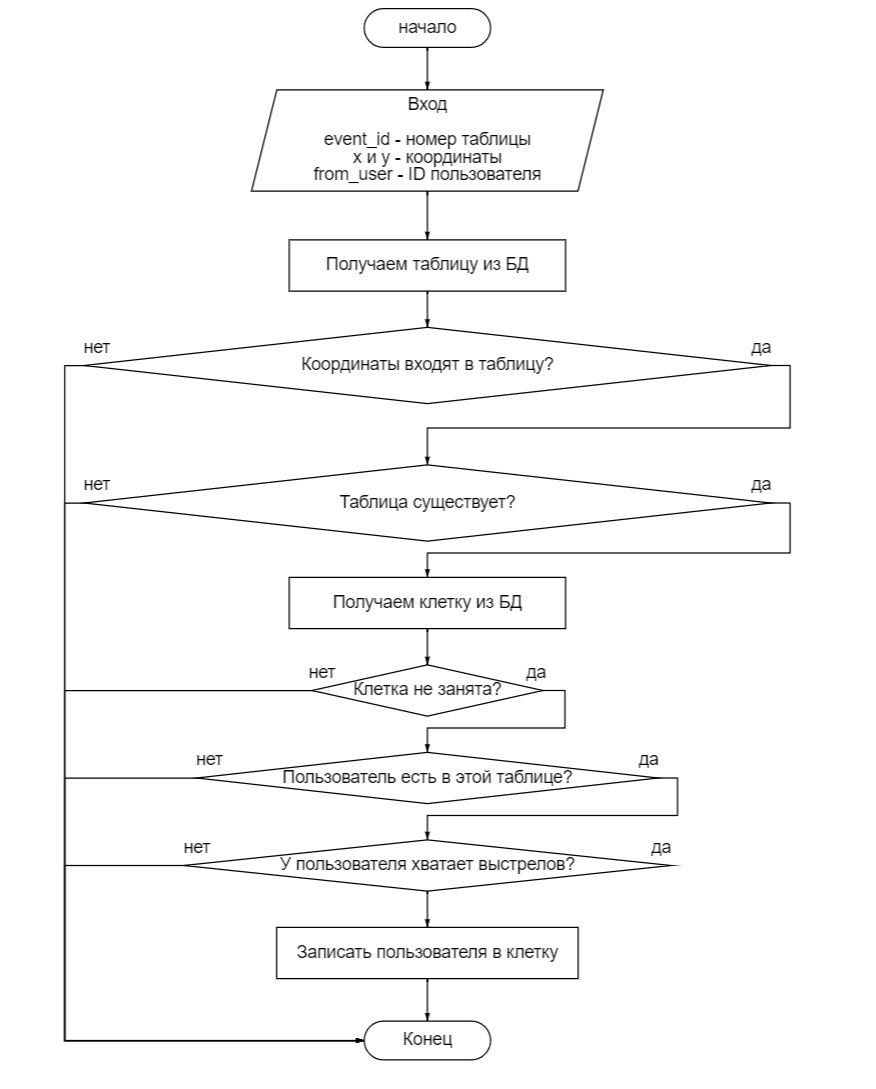 начало
Вход
event_id - номер таблицы
x и y - координаты
from_user - ID пользователя
Получаем таблицу из БД
нет
да
Координаты входят в таблицу?
нет
да
Таблица существует?
Получаем клетку из БД
нет
да
Клетка не занята?
нет
да
Пользователь есть в этой таблице?
нет
да
У пользователя хватает выстрелов?
Записать пользователя в клетку
Конец